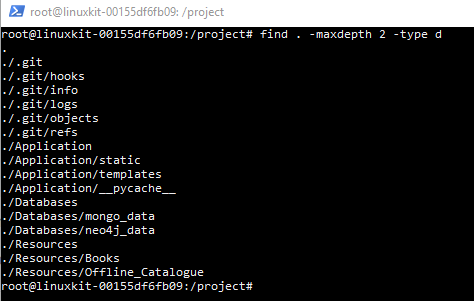 root@linuxkit-00155df6fb09: /project
root@linuxkit-00155df6fb09:/project# find . -maxdepth 2 -type d
.
./.git
./.git/hooks
./.git/info
./.git/logs
./.git/objects
./.git/refs
./Application
./Application/static
./Application/templates
./Application/__pycache__
./Databases
./Databases/mongo_data
./Databases/neo4j_data
./Resources
./Resources/Books
./Resources/Offline_Catalogue
root@linuxkit-00155df6fb09:/project#